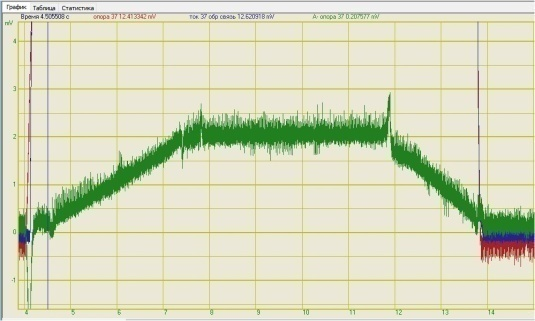 График Таблица Статистика
Время 4.505508 с опора 37 12.413342 mV ток 37 обр связь 12.620918 mV А- опора 37 0.207577 mV
mV
4
3
2
1
0
-1
4 5 6 7 8 9 10 11 12 13 14